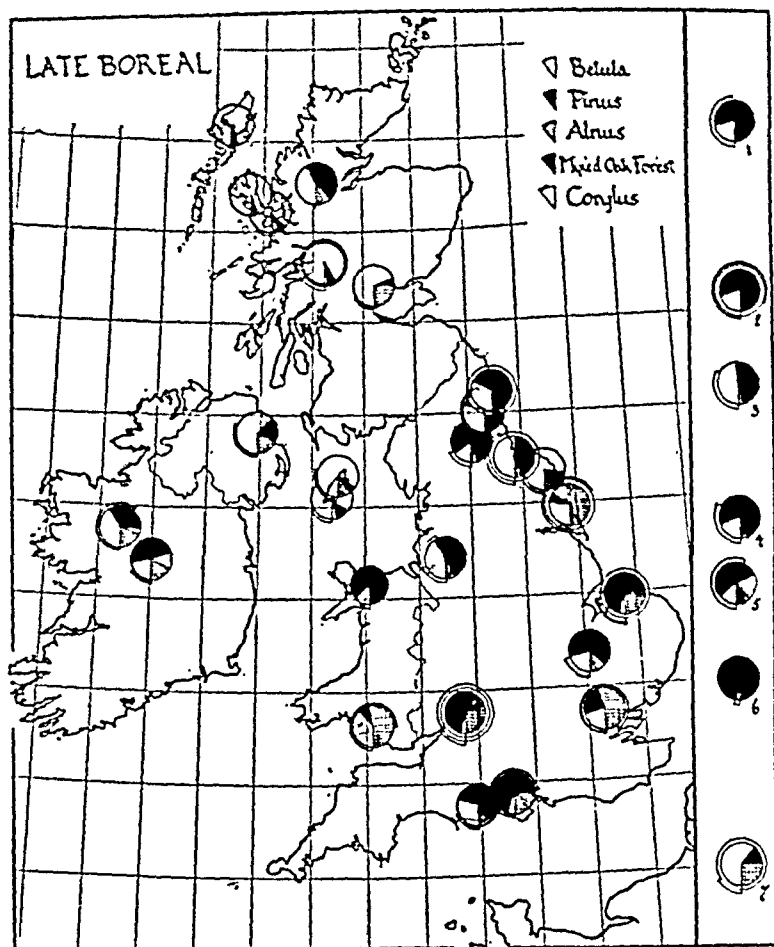 LATE BOREAL
Betula
Pinus
Alnus
Mixed Oak Forest
Corylus
1
2
3
4
5
6
7